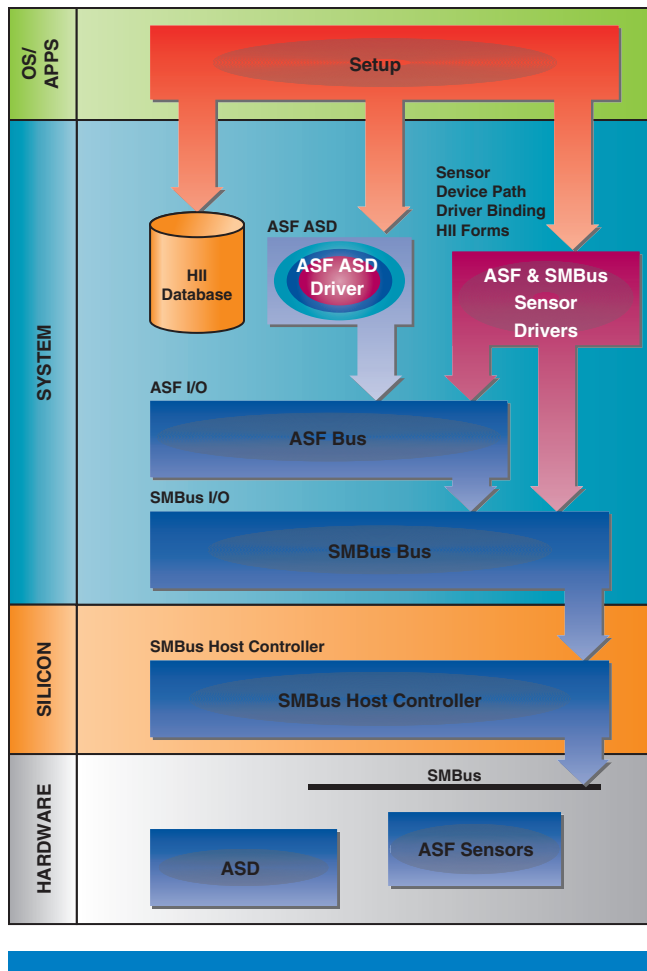 OS/
APPS
Setup
SYSTEM
Sensor
Device Path
Driver Binding
HII Forms
ASF ASD
HII
Database
ASF ASD
Driver
ASF & SMBus
Sensor
Drivers
ASF I/O
ASF Bus
SMBus I/O
SMBus Bus
SILICON
SMBus Host Controller
SMBus Host Controller
HARDWARE
SMBus
ASD
ASF Sensors